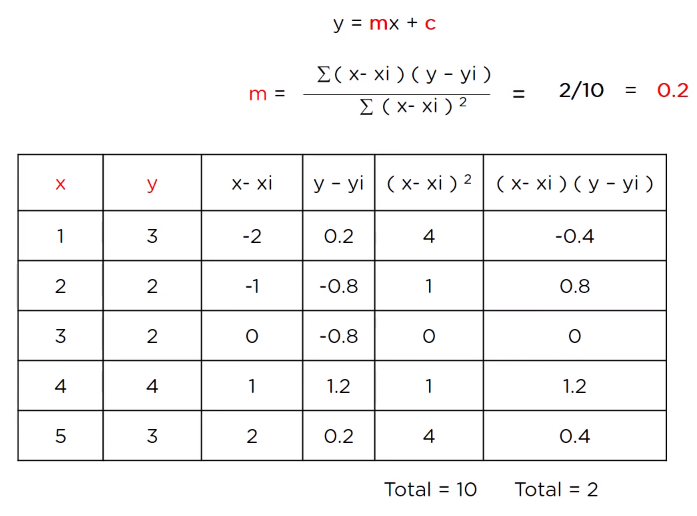 y = mx + c
m = ∑( x- xi ) ( y – yi ) / ∑ ( x- xi ) ² = 2/10 = 0.2
x y x- xi y – yi ( x- xi ) ² ( x- xi ) ( y – yi )
1 3 -2 0.2 4 -0.4
2 2 -1 -0.8 1 0.8
3 2 0 -0.8 0 0
4 4 1 1.2 1 1.2
5 3 2 0.2 4 0.4
Total = 10 Total = 2